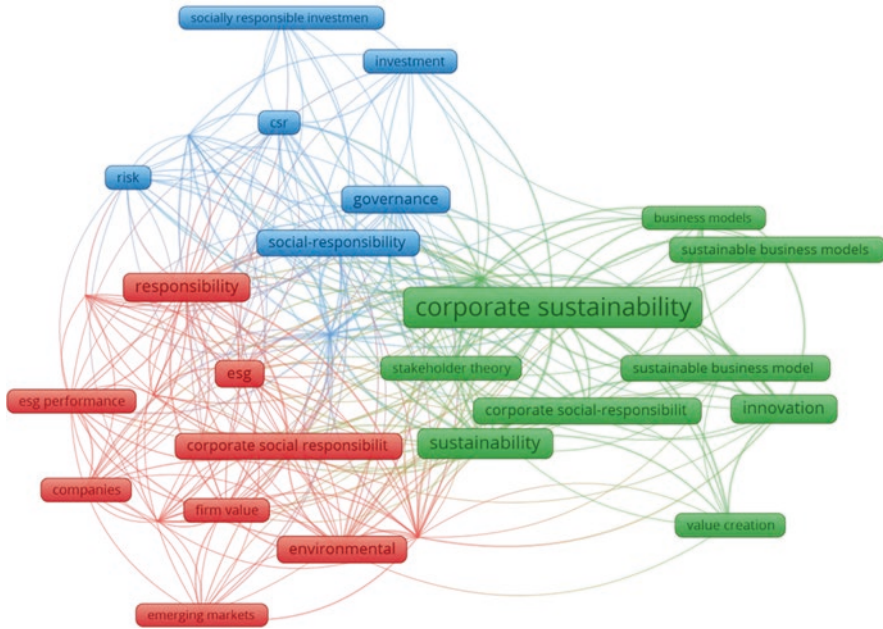 socially responsible investmen
investment
csr
risk
governance
business models
social-responsibility
sustainable business models
responsibility
corporate sustainability
stakeholder theory
sustainable business model
esg
esg performance
corporate social-responsibilit
innovation
corporate social responsibilit
sustainability
companies
firm value
value creation
environmental
emerging markets